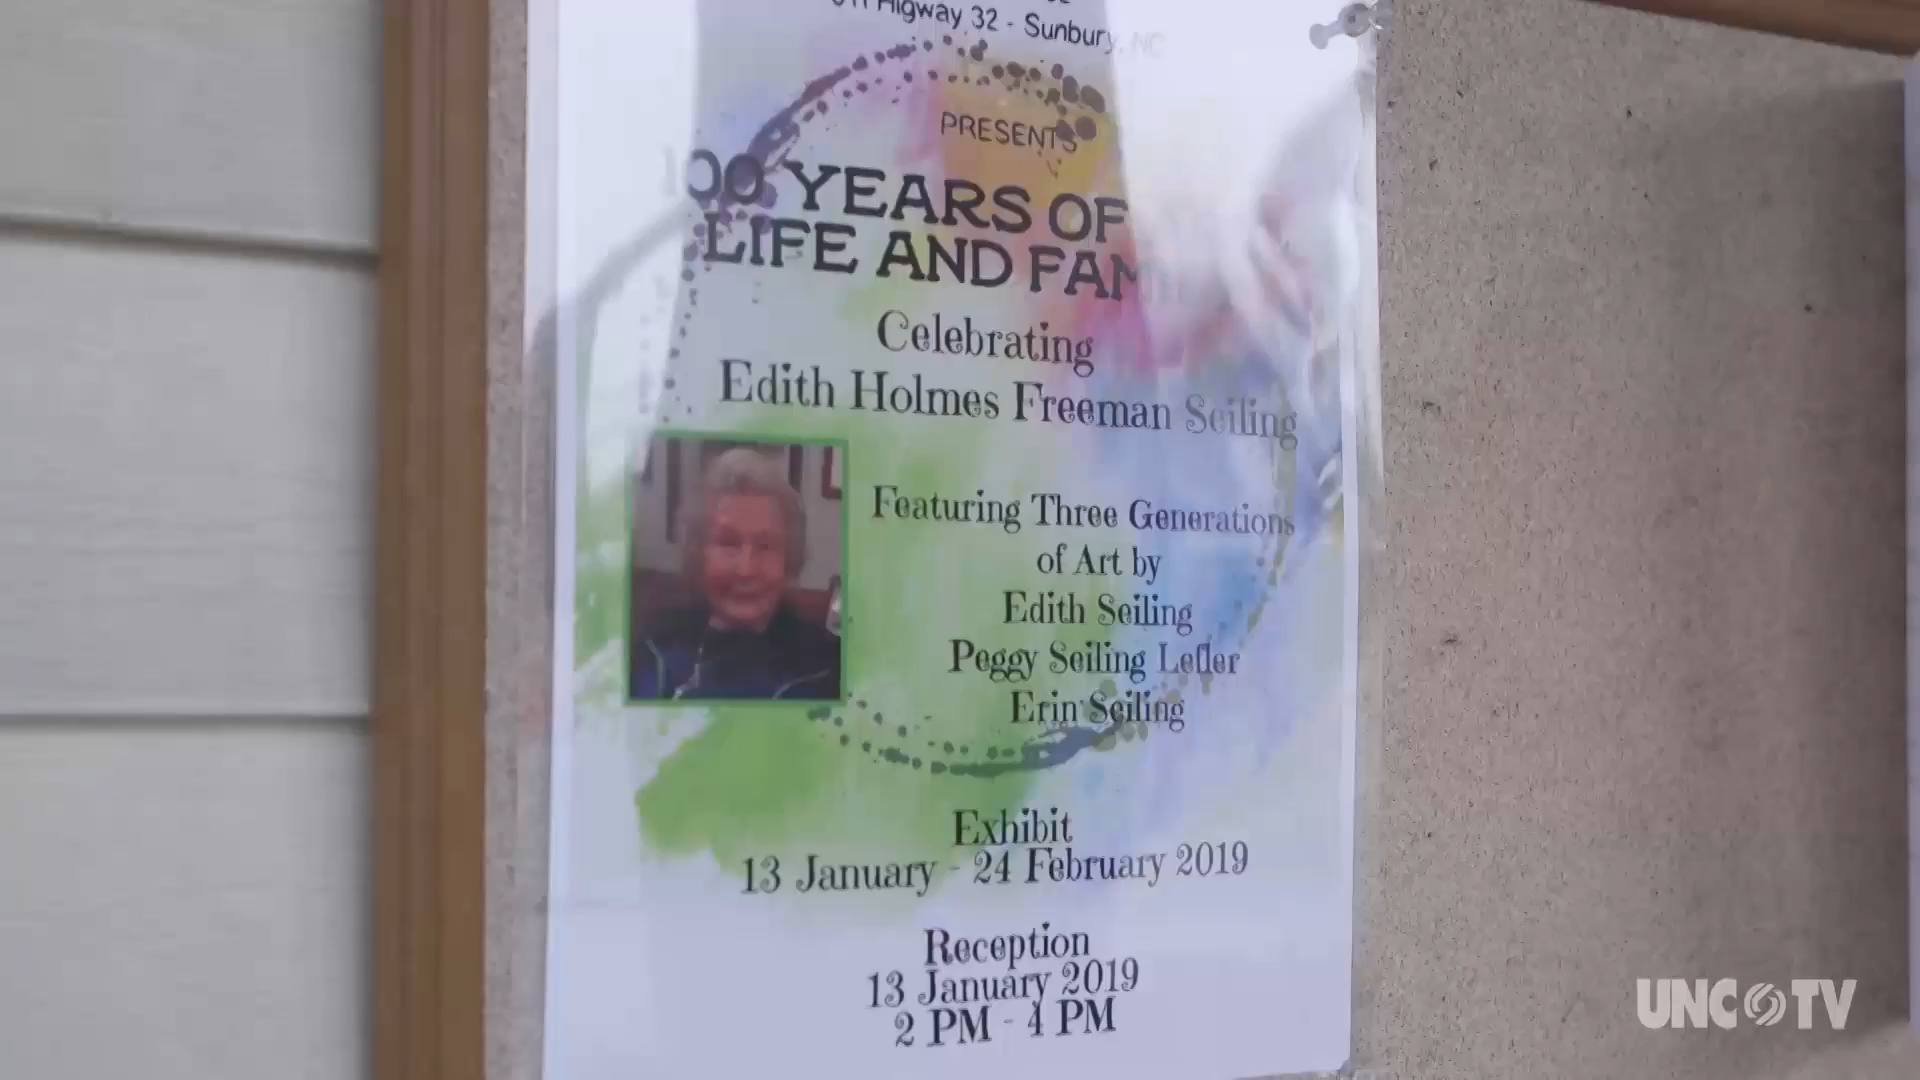 Higway 32 - Sunbury, NC
PRESENTS
100 YEARS OF
LIFE AND FAM
Celebrating
Edith Holmes Freeman Seiling
Featuring Three Generations
of Art by
Edith Seiling
Peggy Seiling Lefler
Erin Seiling
Exhibit
13 January - 24 February 2019
Reception
13 January 2019
2 PM - 4 PM
UNC TV